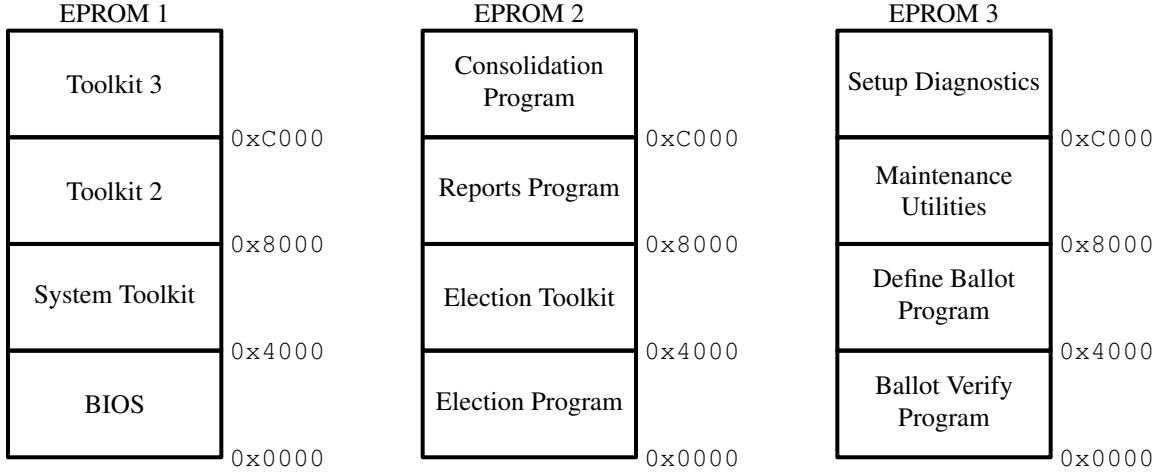 EPROM 1
Toolkit 3
0xC000
Toolkit 2
0x8000
System Toolkit
0x4000
BIOS
0x0000
EPROM 2
Consolidation
Program
0xC000
Reports Program
0x8000
Election Toolkit
0x4000
Election Program
0x0000
EPROM 3
Setup Diagnostics
0xC000
Maintenance
Utilities
0x8000
Define Ballot
Program
0x4000
Ballot Verify
Program
0x0000